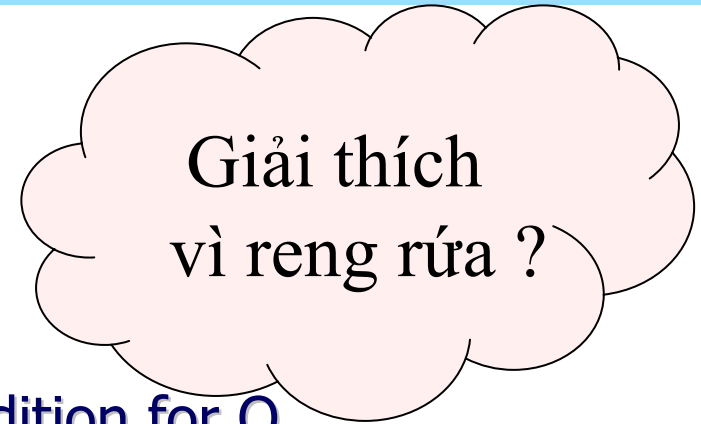 Giải thích
vì reng rứa ?
dition for Q